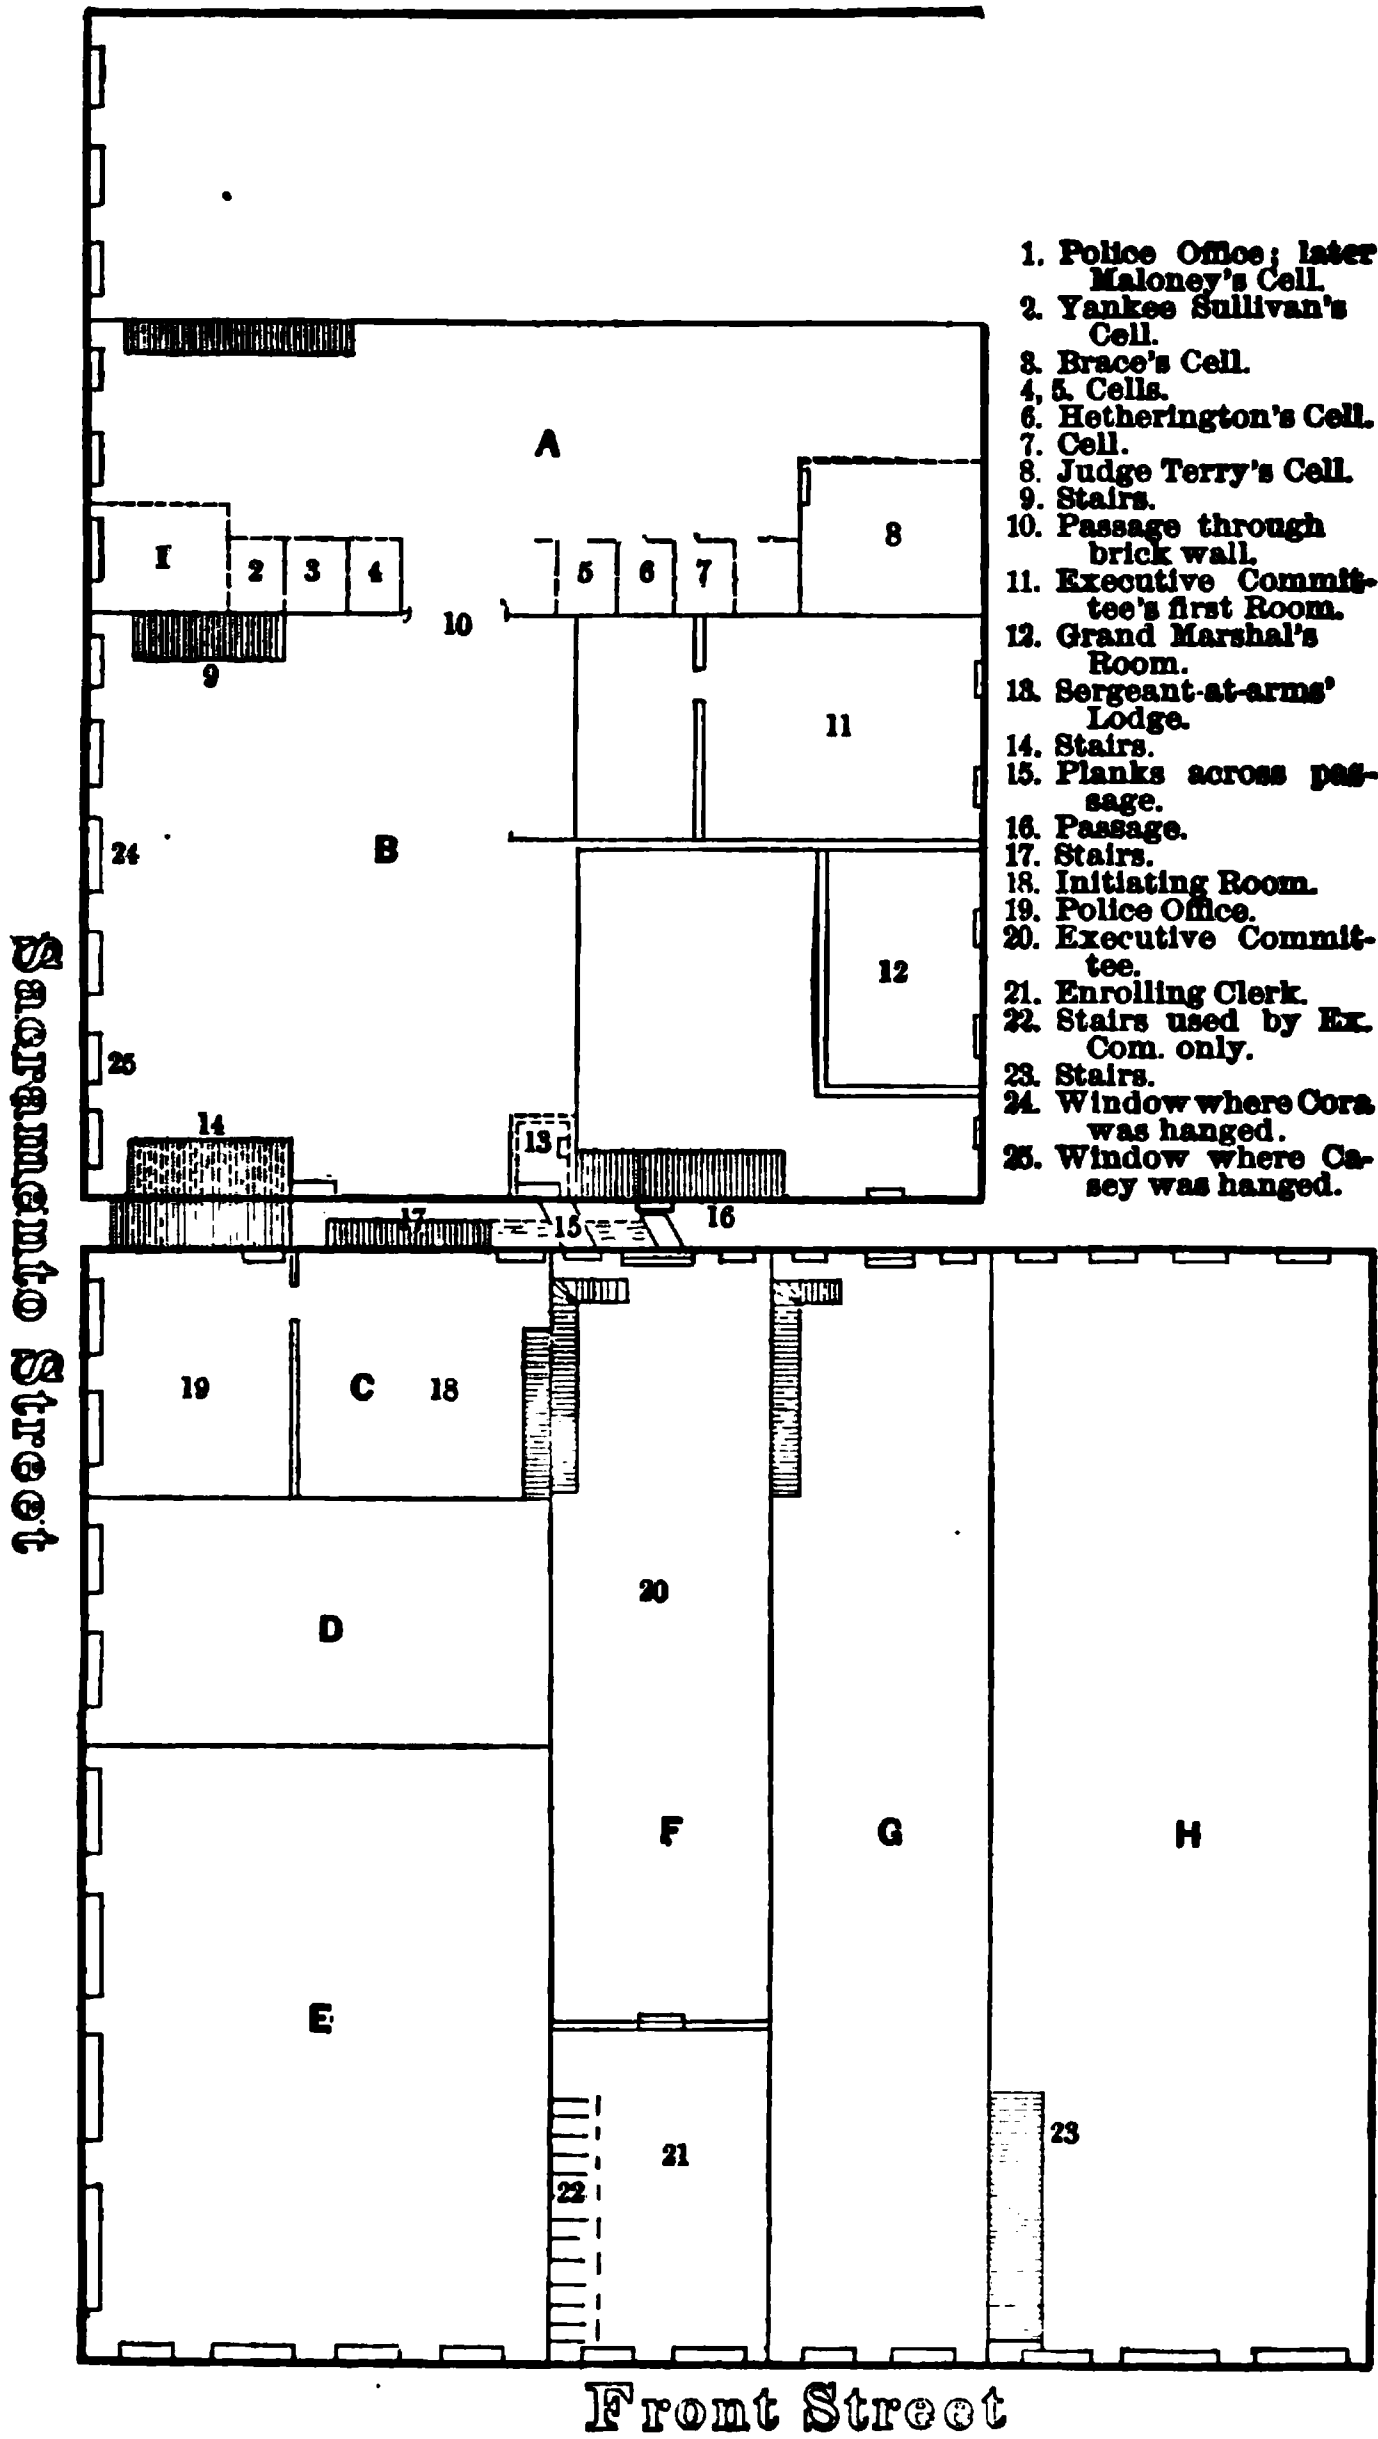 A
1
2
3
4
5
6
7
8
10
9
11
24
B
12
25
14
13
17
15
16
19
C
18
20
D
F
G
H
E
21
22
23
Sacramento Street
Front Street
1. Police Office; later
Maloney's Cell.
2. Yankee Sullivan's
Cell.
3. Brace's Cell.
4, 5. Cells.
6. Hetherington's Cell.
7. Cell.
8. Judge Terry's Cell.
9. Stairs.
10. Passage through
brick wall.
11. Executive Commit-
tee's first Room.
12. Grand Marshal's
Room.
13. Sergeant-at-arms'
Lodge.
14. Stairs.
15. Planks across pas-
sage.
16. Passage.
17. Stairs.
18. Initiating Room.
19. Police Office.
20. Executive Commit-
tee.
21. Enrolling Clerk.
22. Stairs used by Ex.
Com. only.
23. Stairs.
24. Window where Cora
was hanged.
25. Window where Ca-
sey was hanged.